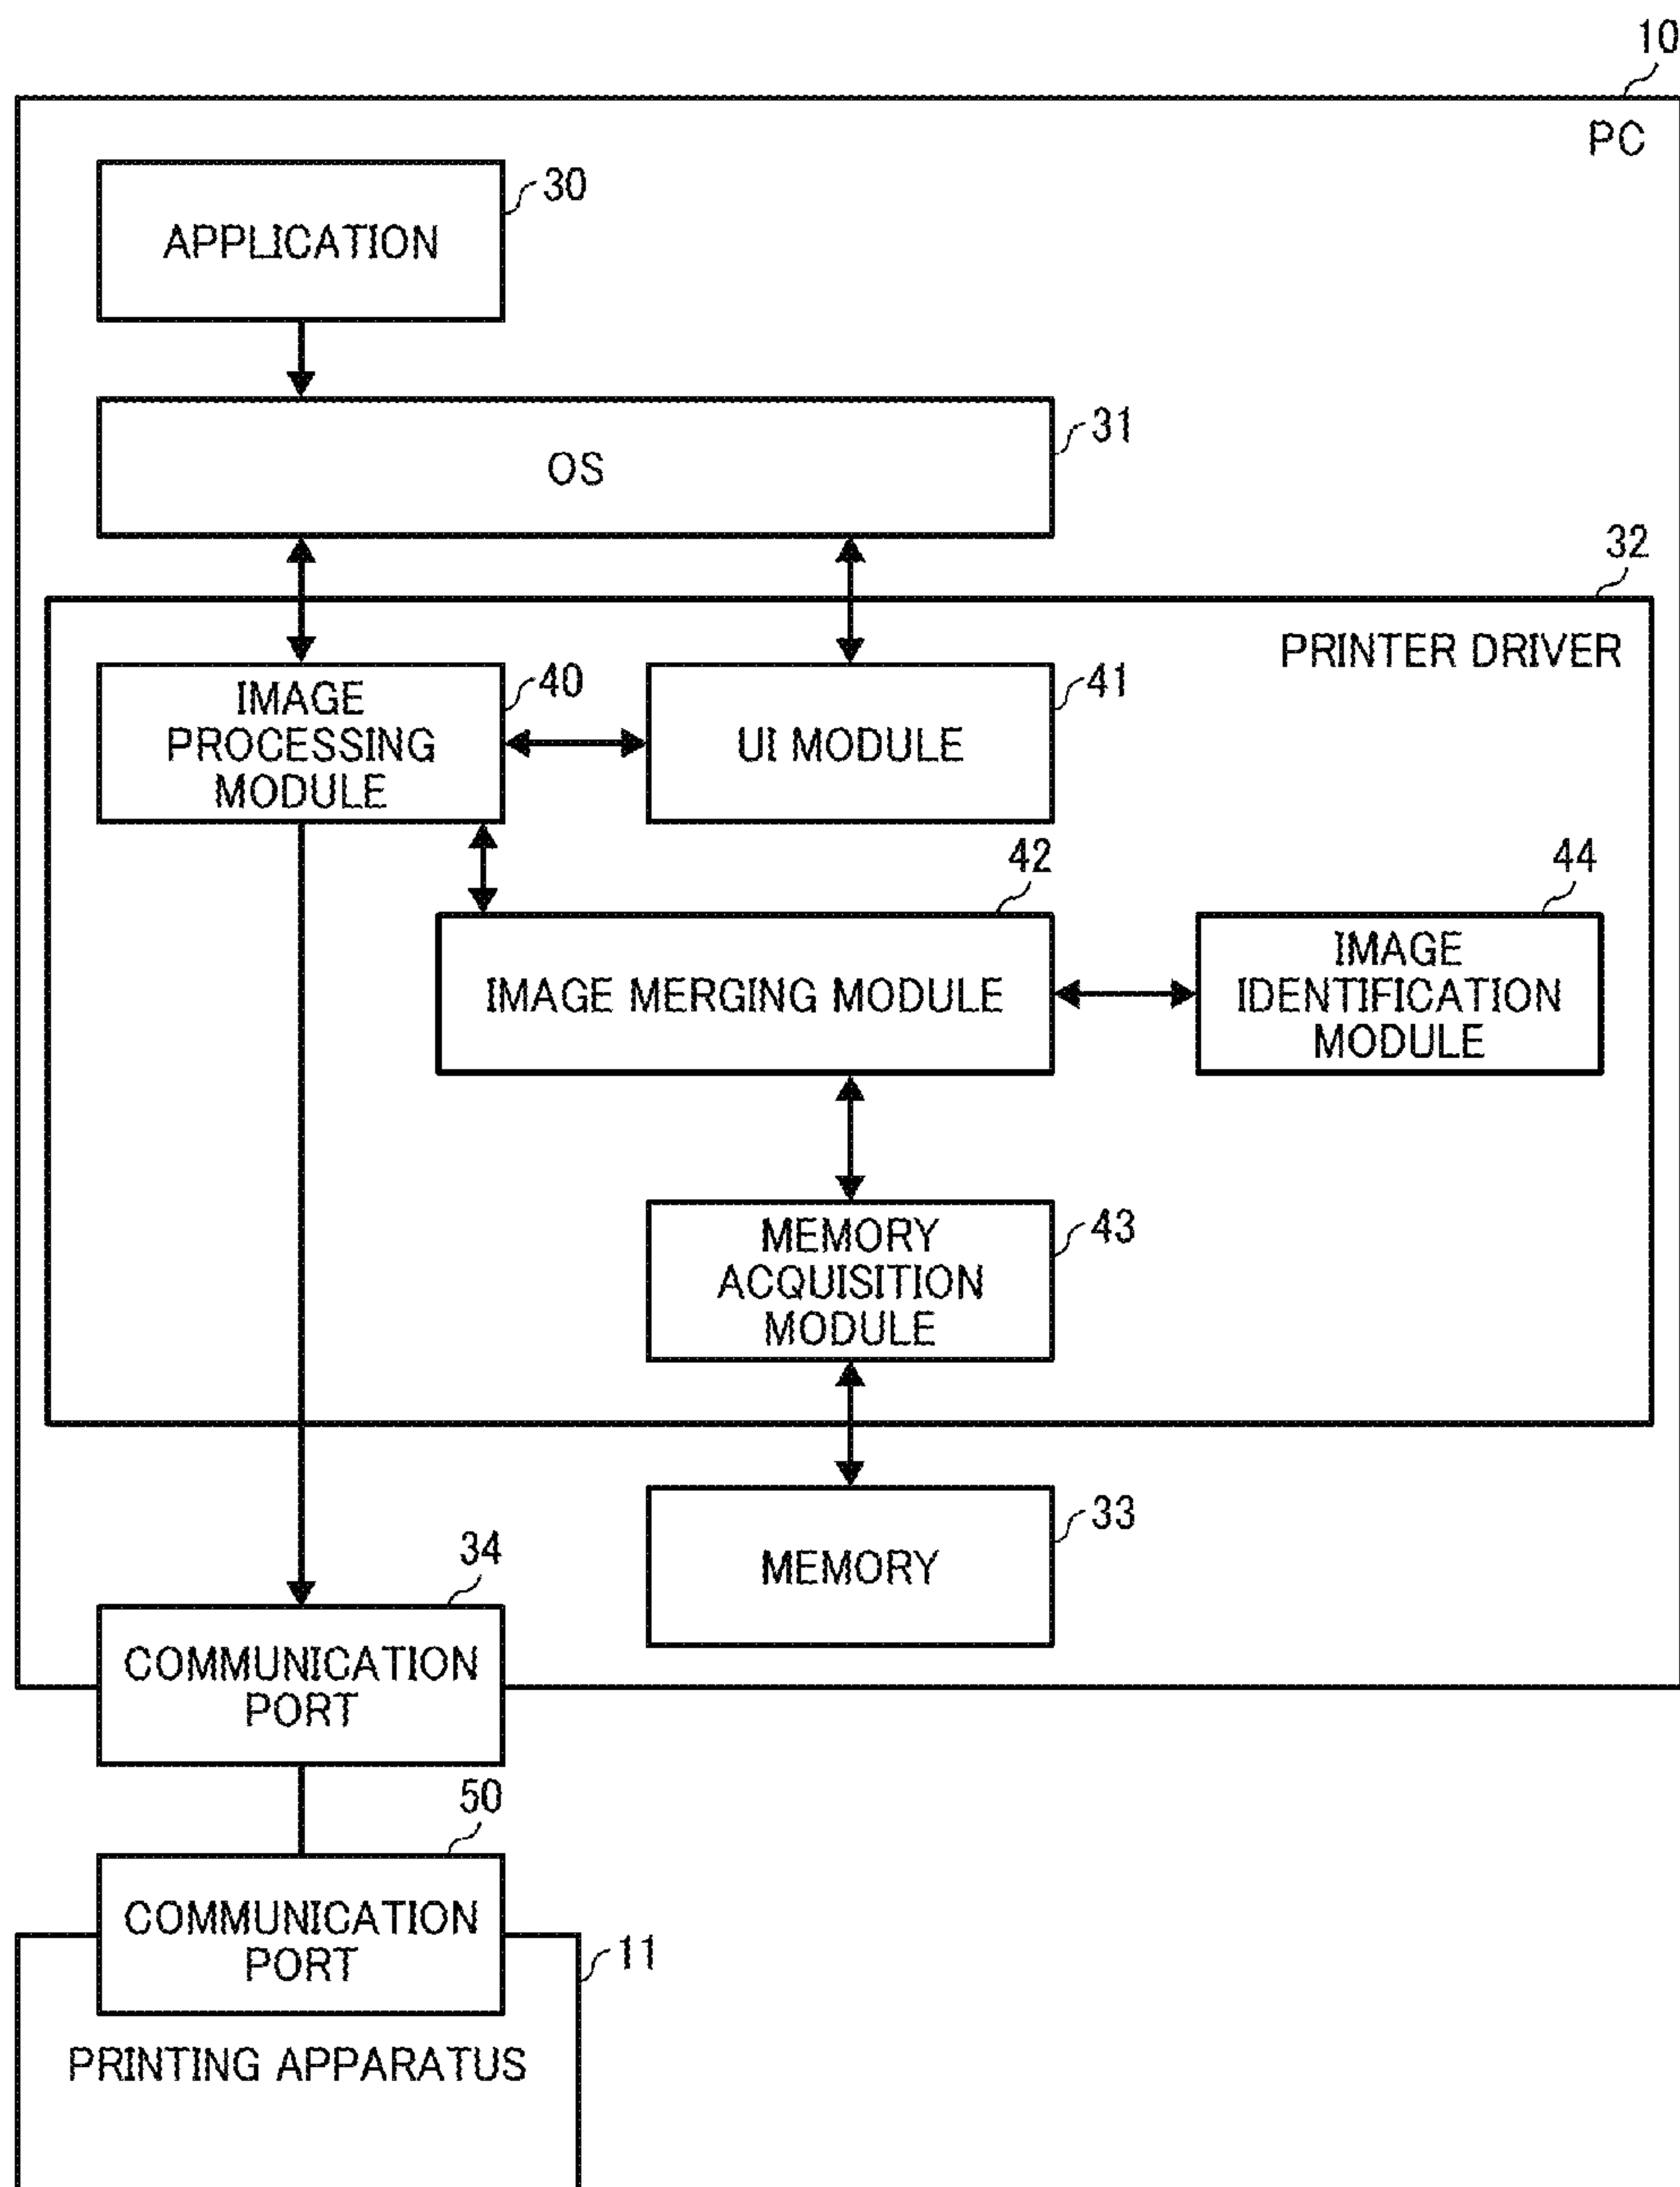 10
PC
30
APPLICATION
31
OS
32
PRINTER DRIVER
40
IMAGE
PROCESSING
MODULE
41
UI MODULE
42
IMAGE MERGING MODULE
44
IMAGE
IDENTIFICATION
MODULE
43
MEMORY
ACQUISITION
MODULE
33
MEMORY
34
COMMUNICATION
PORT
50
COMMUNICATION
PORT
11
PRINTING APPARATUS